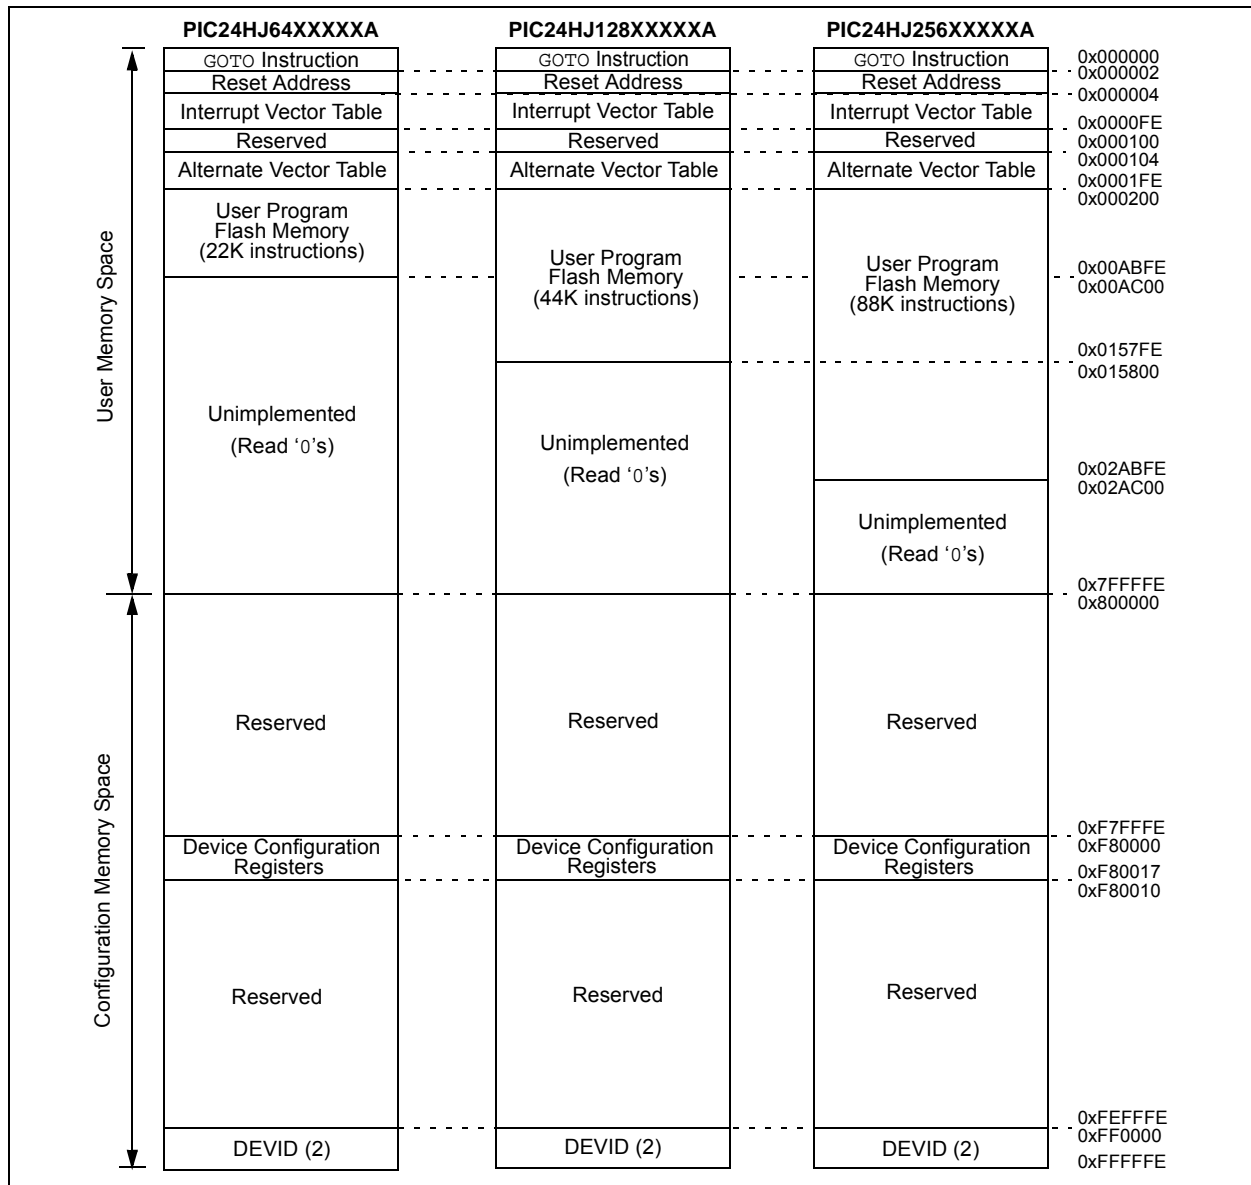 PIC24HJ64XXXXXA
PIC24HJ128XXXXXA
PIC24HJ256XXXXXA
GOTO Instruction
GOTO Instruction
GOTO Instruction
0x000000
Reset Address
Reset Address
Reset Address
0x000002
0x000004
Interrupt Vector Table
Interrupt Vector Table
Interrupt Vector Table
0x0000FE
Reserved
Reserved
Reserved
0x000100
0x000104
Alternate Vector Table
Alternate Vector Table
Alternate Vector Table
0x0001FE
0x000200
User Program
Flash Memory
(22K instructions)
User Program
Flash Memory
(44K instructions)
User Program
Flash Memory
(88K instructions)
0x00ABFE
0x00AC00
0x0157FE
0x015800
User Memory Space
Unimplemented
(Read ‘0’s)
Unimplemented
(Read ‘0’s)
0x02ABFE
0x02AC00
Unimplemented
(Read ‘0’s)
0x7FFFFE
0x800000
Reserved
Reserved
Reserved
Configuration Memory Space
0xF7FFFE
Device Configuration
Registers
Device Configuration
Registers
Device Configuration
Registers
0xF80000
0xF80017
0xF80010
Reserved
Reserved
Reserved
0xFEFFFE
0xFF0000
DEVID (2)
DEVID (2)
DEVID (2)
0xFFFFFE